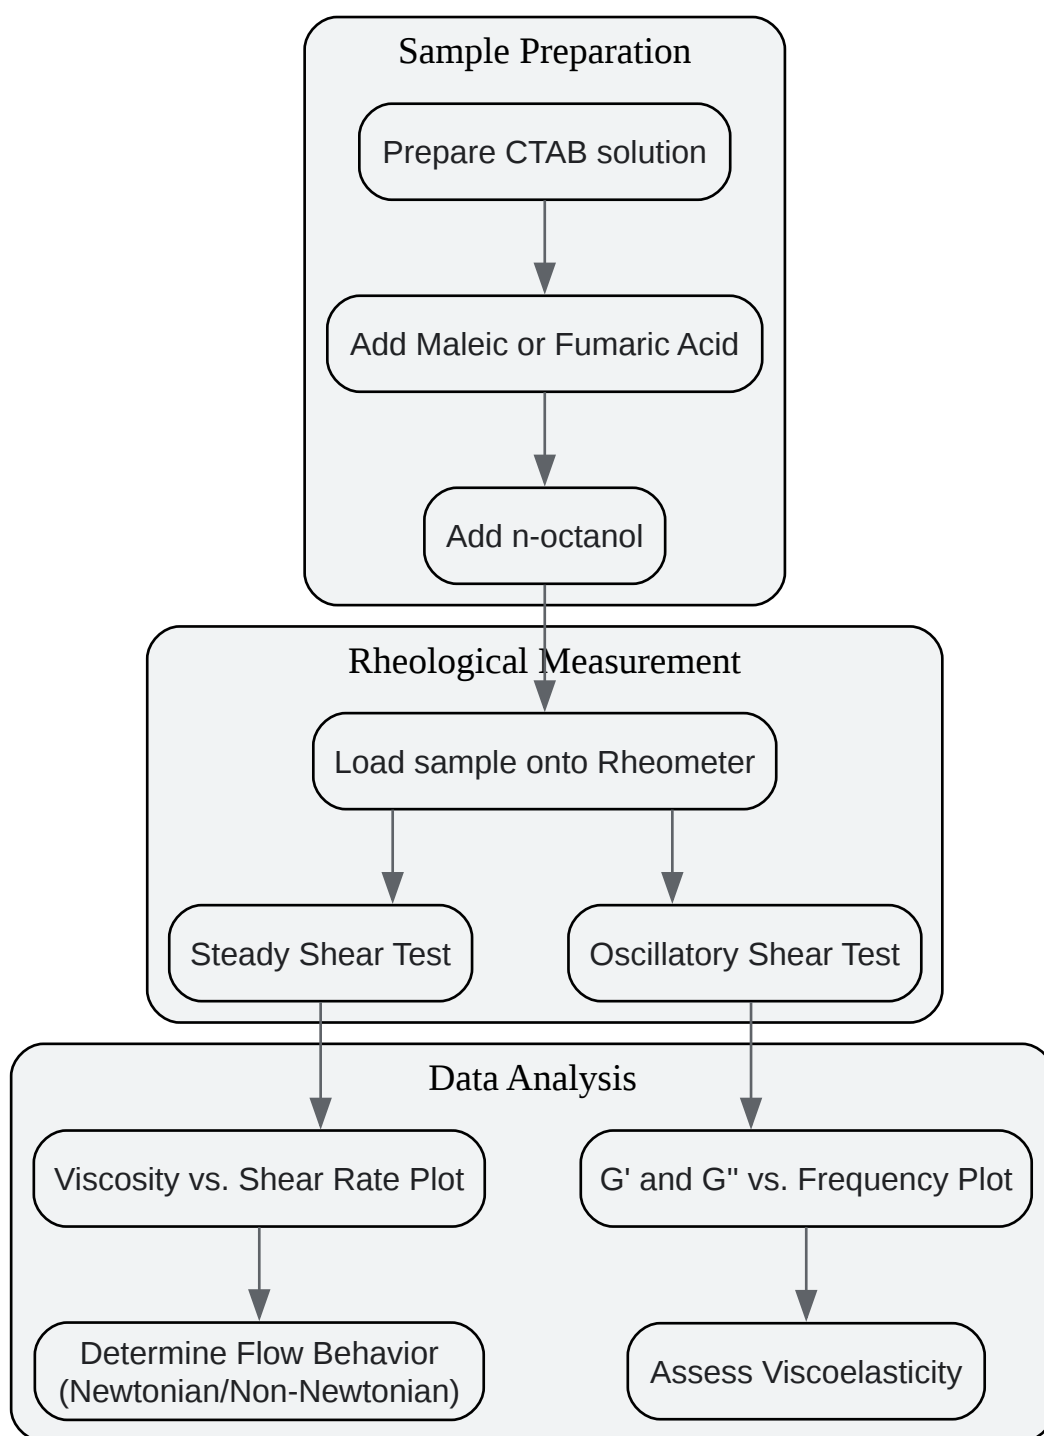 Sample Preparation
Prepare CTAB solution
Add Maleic or Fumaric Acid
Add n-octanol
Rheological Measurement
Load sample onto Rheometer
Steady Shear Test
Oscillatory Shear Test
Data Analysis
Viscosity vs. Shear Rate Plot
G' and G" vs. Frequency Plot
Determine Flow Behavior
(Newtonian/Non-Newtonian)
Assess Viscoelasticity